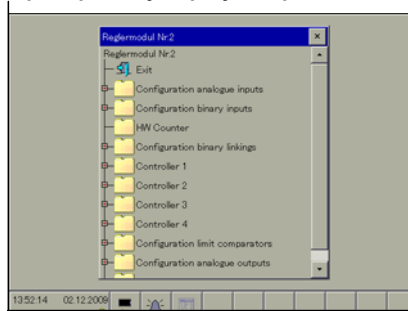 Reglermodul Nr.2
Reglermodul Nr.2
Exit
Configuration analogue inputs
Configuration binary inputs
HW Counter
Configuration binary linkings
Controller 1
Controller 2
Controller 3
Controller 4
Configuration limit comparators
Configuration analogue outputs
13:52:14 02.12.2009